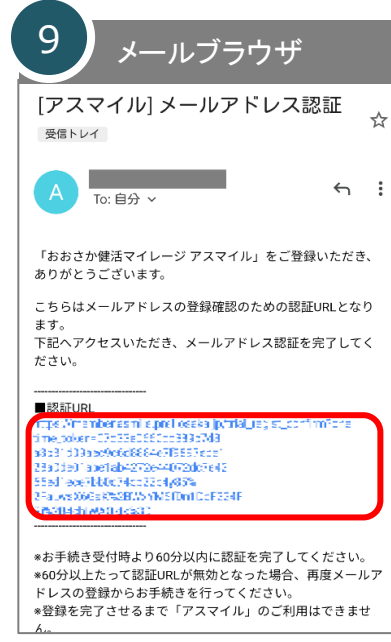 9
メールブラウザ
[アスマイル] メールアドレス認証
受信トレイ
A
To: 自分
「おおさか健活マイレージ アスマイル」をご登録いただき、
ありがとうございます。
こちらはメールアドレスの登録確認のための認証URLとなり
ます。
下記へアクセスいただき、メールアドレス認証を完了してく
ださい。
--------------------------------
■認証URL
--------------------------------
※お手続き受付時より60分以内に認証を完了してください。
※60分以上たって認証URLが無効となった場合、再度メールア
ドレスの登録からお手続きを行ってください。
※登録を完了させるまで「アスマイル」のご利用はできませ
ん。